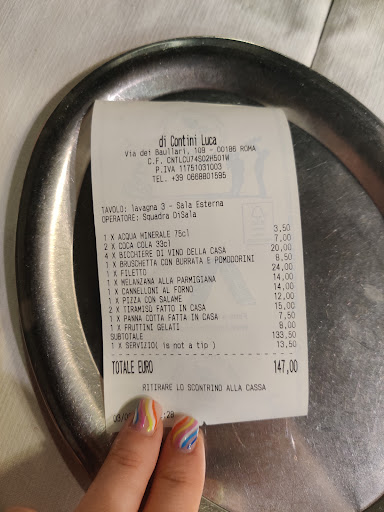 di Contini Luca
Via dei Baullari, 109 - 00186 ROMA
C.F. CNTLCU74S02H501W
P.IVA 11751031003
TEL. +39 0668801595
TAVOLO: lavagna 3 - Sala Esterna
OPERATORE: Squadra DiSala
1 X ACQUA MINERALE 75cl 3,50
2 X COCA COLA 33cl 7,00
4 X BICCHIERE DI VINO DELLA CASA 20,00
1 X BRUSCHETTA CON BURRATA E POMODORINI 8,50
1 X FILETTO 24,00
1 X MELANZANA ALLA PARMIGIANA 14,00
1 X CANNELLONI AL FORNO 14,00
1 X PIZZA CON SALAME 12,00
2 X TIRAMISU FATTO IN CASA 15,00
1 X PANNA COTTA FATTA IN CASA 7,50
1 X FRUTTINI GELATI 8,00
SUBTOTALE 133,50
1 X SERVIZIO( is not a tip ) 13,50
TOTALE EURO 147,00
RITIRARE LO SCONTRINO ALLA CASSA